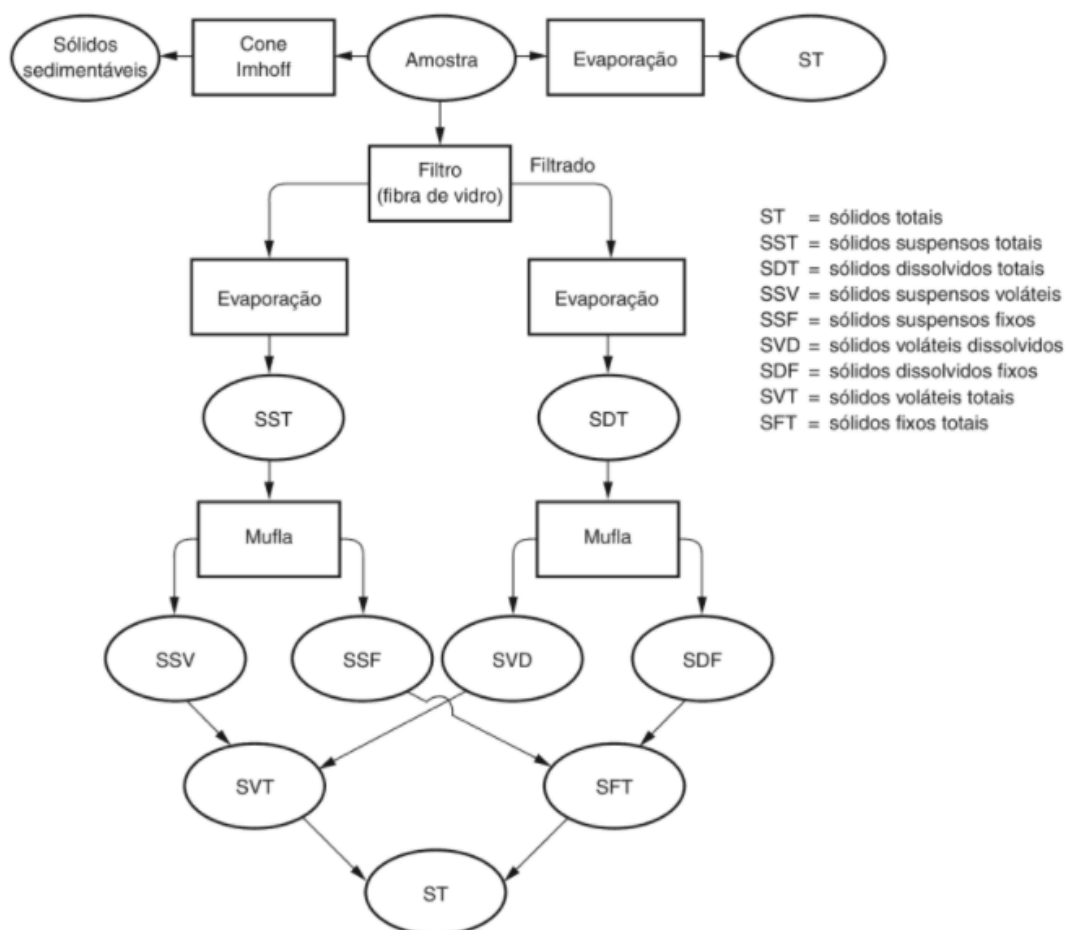 Sólidos
sedimentáveis
Cone
Imhoff
Amostra
Evaporação
ST
Filtro
(fibra de vidro)
Filtrado
ST = sólidos totais
SST = sólidos suspensos totais
SDT = sólidos dissolvidos totais
SSV = sólidos suspensos voláteis
SSF = sólidos suspensos fixos
SVD = sólidos voláteis dissolvidos
SDF = sólidos dissolvidos fixos
SVT = sólidos voláteis totais
SFT = sólidos fixos totais
Evaporação
Evaporação
SST
SDT
Mufla
Mufla
SSV
SSF
SVD
SDF
SVT
SFT
ST